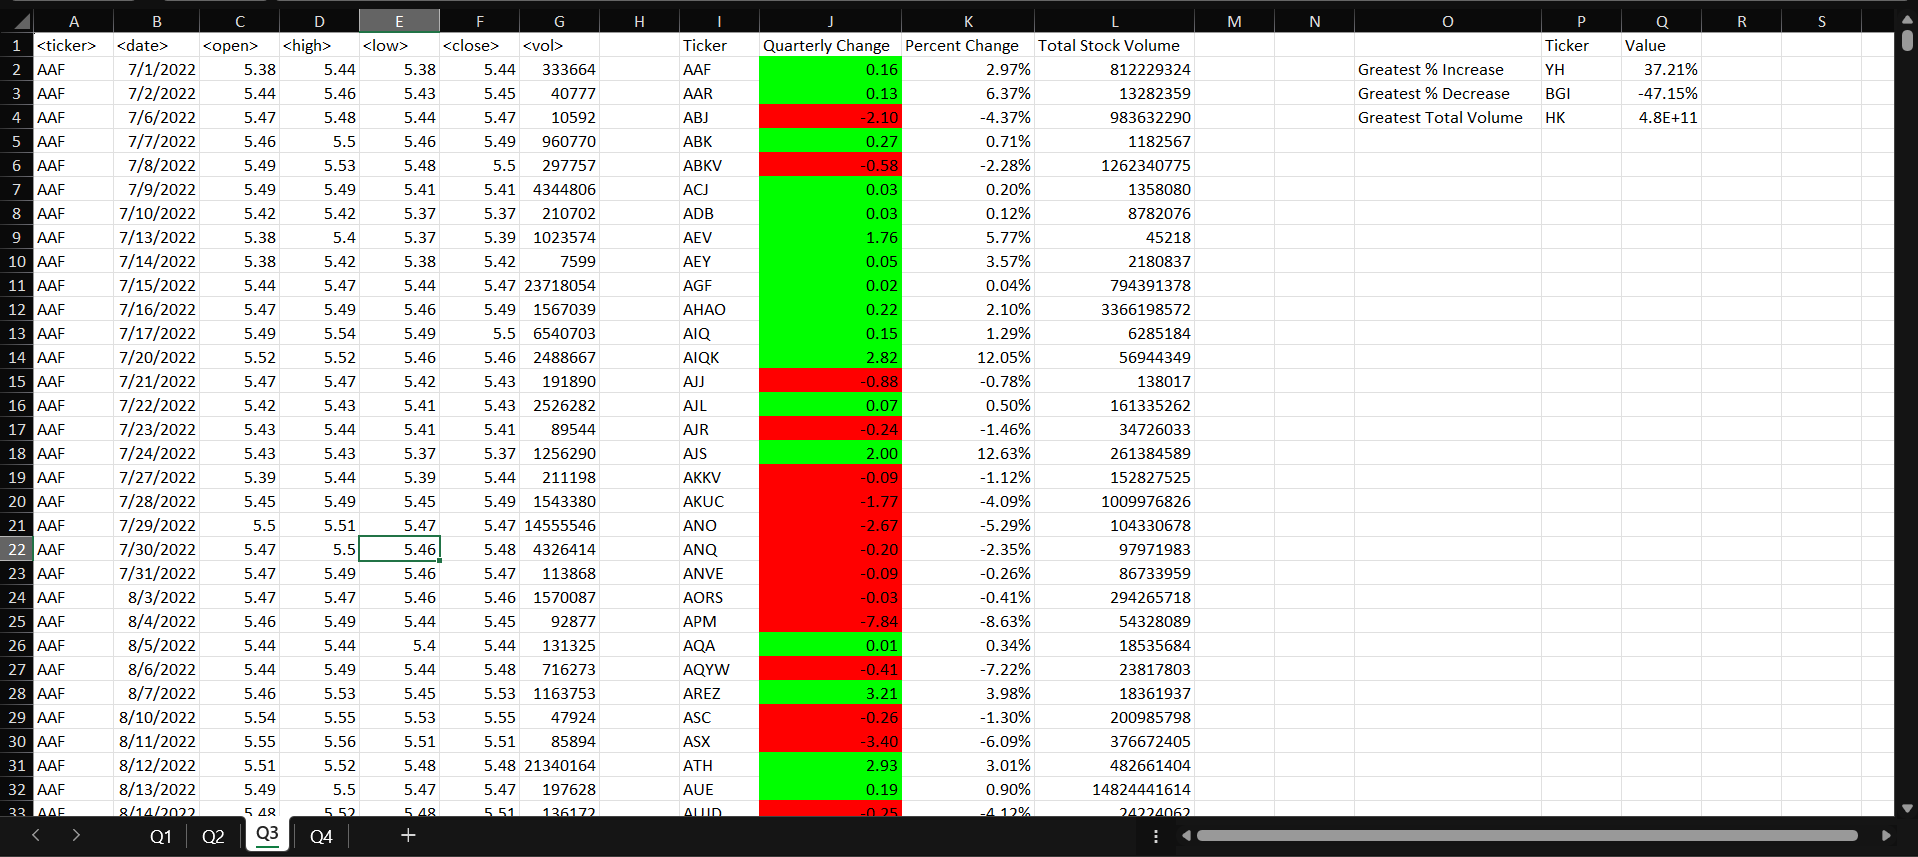 A B C D E F G H I J K L M N O P Q R S
1 <ticker> <date> <open> <high> <low> <close> <vol> Ticker Quarterly Change Percent Change Total Stock Volume Ticker Value
2 AAF 7/1/2022 5.38 5.44 5.38 5.44 333664 AAF 0.16 2.97% 812229324 Greatest % Increase YH 37.21%
3 AAF 7/2/2022 5.44 5.46 5.43 5.45 40777 AAR 0.13 6.37% 13282359 Greatest % Decrease BGI -47.15%
4 AAF 7/6/2022 5.47 5.48 5.44 5.47 10592 ABJ -2.10 -4.37% 983632290 Greatest Total Volume HK 4.8E+11
5 AAF 7/7/2022 5.46 5.5 5.46 5.49 960770 ABK 0.27 0.71% 1182567
6 AAF 7/8/2022 5.49 5.53 5.48 5.5 297757 ABKV -0.58 -2.28% 1262340775
7 AAF 7/9/2022 5.49 5.49 5.41 5.41 4344806 ACJ 0.03 0.20% 1358080
8 AAF 7/10/2022 5.42 5.42 5.37 5.37 210702 ADB 0.03 0.12% 8782076
9 AAF 7/13/2022 5.38 5.4 5.37 5.39 1023574 AEV 1.76 5.77% 45218
10 AAF 7/14/2022 5.38 5.42 5.38 5.42 7599 AEY 0.05 3.57% 2180837
11 AAF 7/15/2022 5.44 5.47 5.44 5.47 23718054 AGF 0.02 0.04% 794391378
12 AAF 7/16/2022 5.47 5.49 5.46 5.49 1567039 AHAO 0.22 2.10% 3366198572
13 AAF 7/17/2022 5.49 5.54 5.49 5.5 6540703 AIQ 0.15 1.29% 6285184
14 AAF 7/20/2022 5.52 5.52 5.46 5.46 2488667 AIQK 2.82 12.05% 56944349
15 AAF 7/21/2022 5.47 5.47 5.42 5.43 191890 AJJ -0.88 -0.78% 138017
16 AAF 7/22/2022 5.42 5.43 5.41 5.43 2526282 AJL 0.07 0.50% 161335262
17 AAF 7/23/2022 5.43 5.44 5.41 5.41 89544 AJR -0.24 -1.46% 34726033
18 AAF 7/24/2022 5.43 5.43 5.37 5.37 1256290 AJS 2.00 12.63% 261384589
19 AAF 7/27/2022 5.39 5.44 5.39 5.44 211198 AKKV -0.09 -1.12% 152827525
20 AAF 7/28/2022 5.45 5.49 5.45 5.49 1543380 AKUC -1.77 -4.09% 1009976826
21 AAF 7/29/2022 5.5 5.51 5.47 5.47 14555546 ANO -2.67 -5.29% 104330678
22 AAF 7/30/2022 5.47 5.5 5.46 5.48 4326414 ANQ -0.20 -2.35% 97971983
23 AAF 7/31/2022 5.47 5.49 5.46 5.47 113868 ANVE -0.09 -0.26% 86733959
24 AAF 8/3/2022 5.47 5.47 5.46 5.46 1570087 AORS -0.03 -0.41% 294265718
25 AAF 8/4/2022 5.46 5.49 5.44 5.45 92877 APM -7.84 -8.63% 54328089
26 AAF 8/5/2022 5.44 5.44 5.4 5.44 131325 AQA 0.01 0.34% 18535684
27 AAF 8/6/2022 5.44 5.49 5.44 5.48 716273 AQYW -0.41 -7.22% 23817803
28 AAF 8/7/2022 5.46 5.53 5.45 5.53 1163753 AREZ 3.21 3.98% 18361937
29 AAF 8/10/2022 5.54 5.55 5.53 5.55 47924 ASC -0.26 -1.30% 200985798
30 AAF 8/11/2022 5.55 5.56 5.51 5.51 85894 ASX -3.40 -6.09% 376672405
31 AAF 8/12/2022 5.51 5.52 5.48 5.48 21340164 ATH 2.93 3.01% 482661404
32 AAF 8/13/2022 5.49 5.5 5.47 5.47 197628 AUE 0.19 0.90% 14824441614
33 AAF 8/14/2022 5.48 5.52 5.48 5.51 136172 -0.25 -4.12% 24224062
Q1 Q2 Q3 Q4